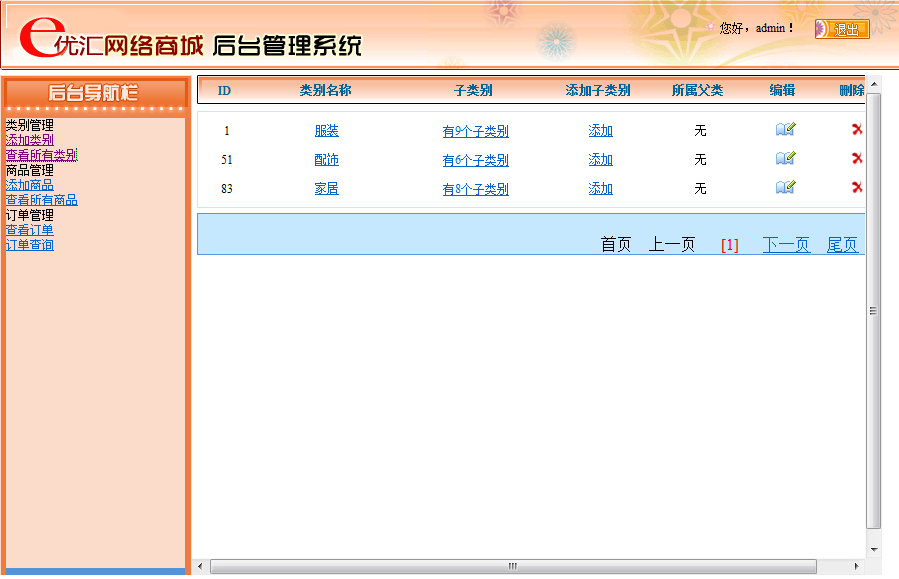 e优汇网络商城 后台管理系统
您好，admin！ 退出
后台导航栏
类别管理
添加类别
查看所有类别
商品管理
添加商品
查看所有商品
订单管理
查看订单
订单查询
ID 类别名称 子类别 添加子类别 所属父类 编辑 删除
1 服装 有9个子类别 添加 无
51 配饰 有6个子类别 添加 无
83 家居 有8个子类别 添加 无
首页 上一页 [1] 下一页 尾页